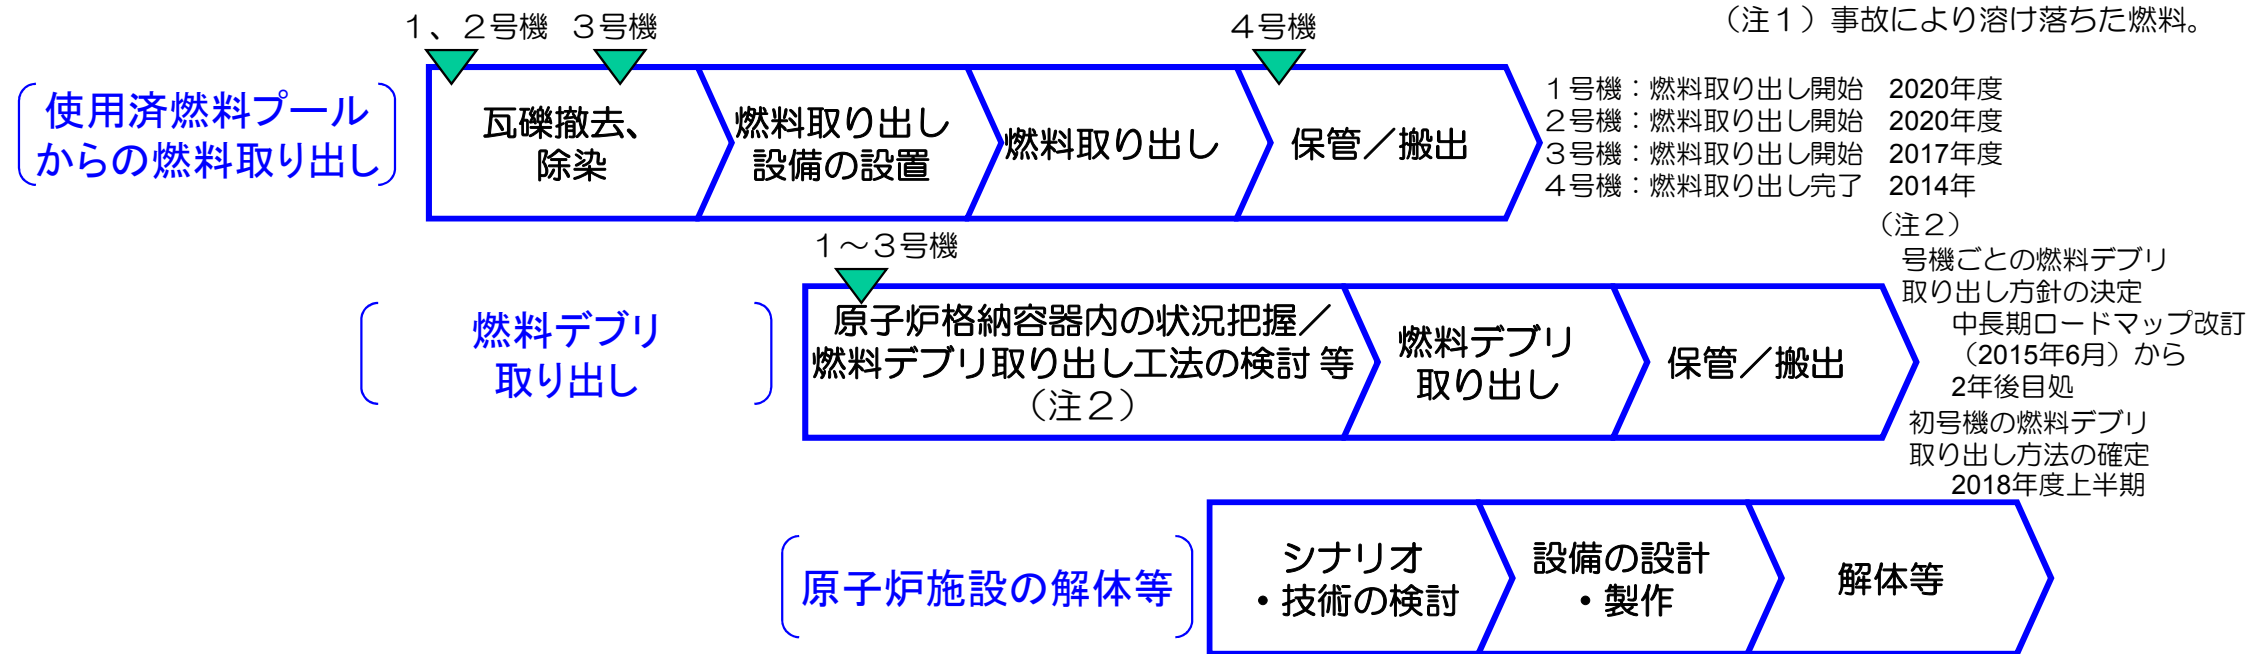 （注１）事故により溶け落ちた燃料。
１、２号機 ３号機
４号機
使用済燃料プール
からの燃料取り出し
瓦礫撤去、
除染
燃料取り出し
設備の設置
燃料取り出し
保管／搬出
１号機：燃料取り出し開始 2020年度
２号機：燃料取り出し開始 2020年度
３号機：燃料取り出し開始 2017年度
４号機：燃料取り出し完了 2014年
１～３号機
燃料デブリ
取り出し
原子炉格納容器内の状況把握／
燃料デブリ取り出し工法の検討 等
（注２）
燃料デブリ
取り出し
保管／搬出
（注２）
号機ごとの燃料デブリ
取り出し方針の決定
中長期ロードマップ改訂
（2015年6月）から
2年後目処
初号機の燃料デブリ
取り出し方法の確定
2018年度上半期
原子炉施設の解体等
シナリオ
・技術の検討
設備の設計
・製作
解体等